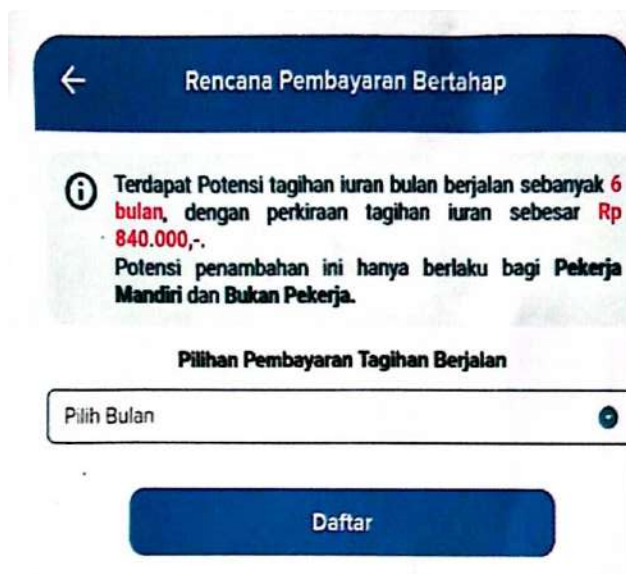 Rencana Pembayaran Bertahap
Terdapat Potensi tagihan iuran bulan berjalan sebanyak 6
bulan, dengan perkiraan tagihan iuran sebesar Rp
840.000,-.
Potensi penambahan ini hanya berlaku bagi Pekerja
Mandiri dan Bukan Pekerja.
Pilihan Pembayaran Tagihan Berjalan
Pilih Bulan
Daftar